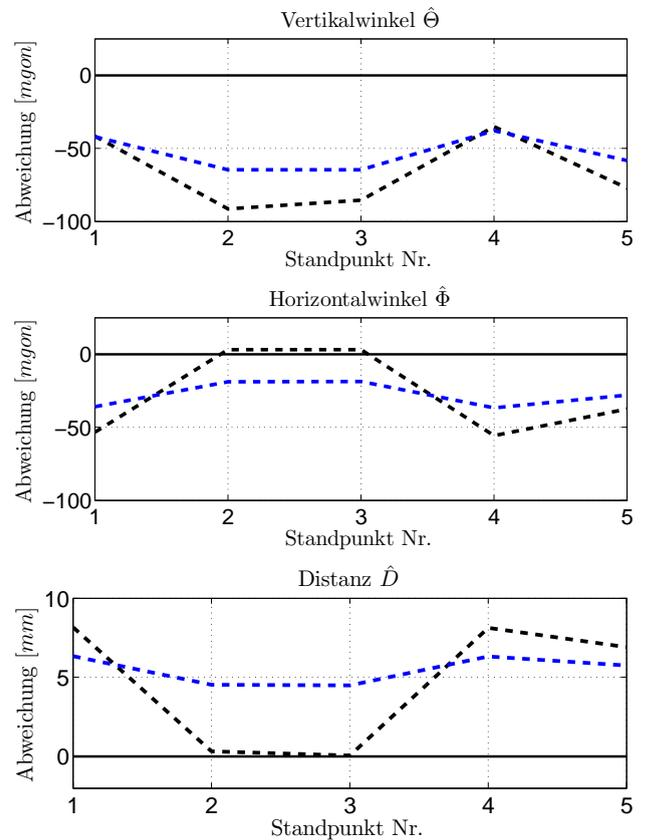 Vertikalwinkel Θ̂
Abweichung [mgon]
0
−50
−100
1 2 3 4 5
Standpunkt Nr.
Horizontalwinkel Φ̂
Abweichung [mgon]
0
−50
−100
1 2 3 4 5
Standpunkt Nr.
Distanz D̂
Abweichung [mm]
10
5
0
1 2 3 4 5
Standpunkt Nr.